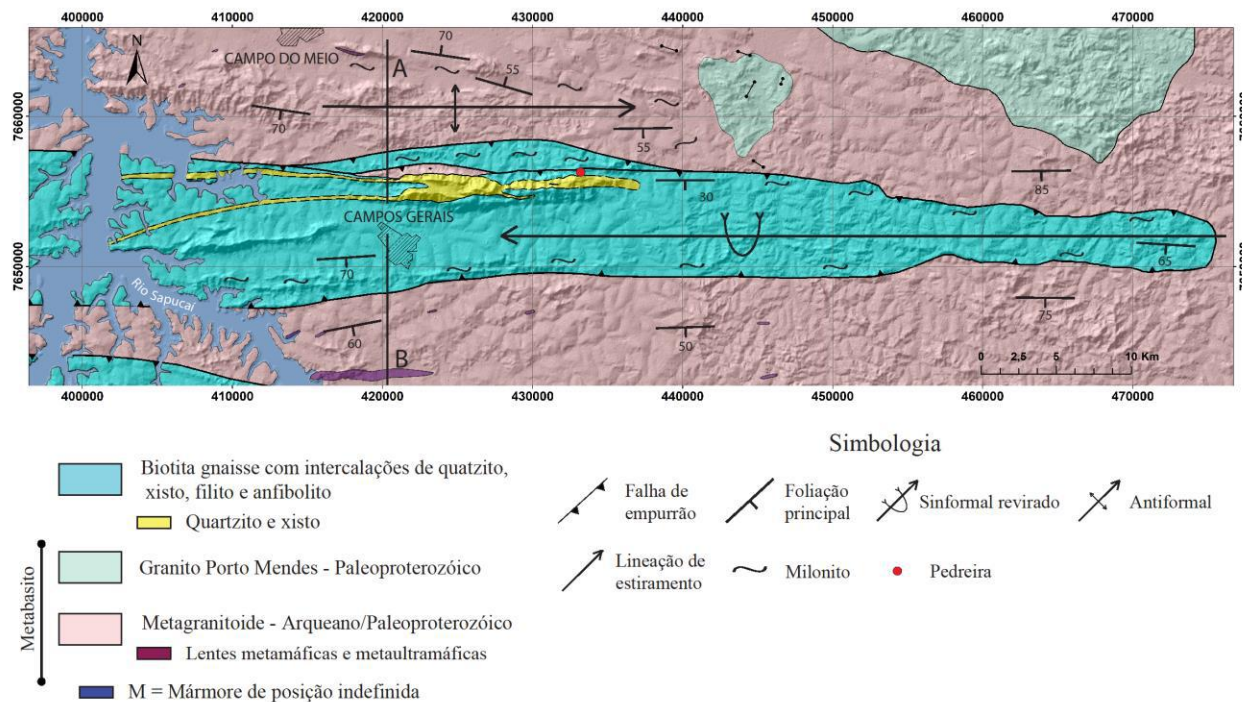 400000 410000 420000 430000 440000 450000 460000 470000
N
CAMPO DO MEIO
70
A
55
7660000
7660000
70
55
85
30
CAMPOS GERAIS
70
65
7650000
7650000
Rio Sapucaí
75
60
50
B
0 2,5 5 10 Km
400000 410000 420000 430000 440000 450000 460000 470000
Simbologia
Biotita gnaisse com intercalações de quatzito,
xisto, filito e anfibolito
Quartzito e xisto
Metabasito
Granito Porto Mendes - Paleoproterozóico
Metagranitoide - Arqueano/Paleoproterozóico
Lentes metamáficas e metaultramáficas
M = Mármore de posição indefinida
Falha de
empurrão
Foliação
principal
Sinformal revirado
Antiformal
Lineação de
estiramento
Milonito
Pedreira